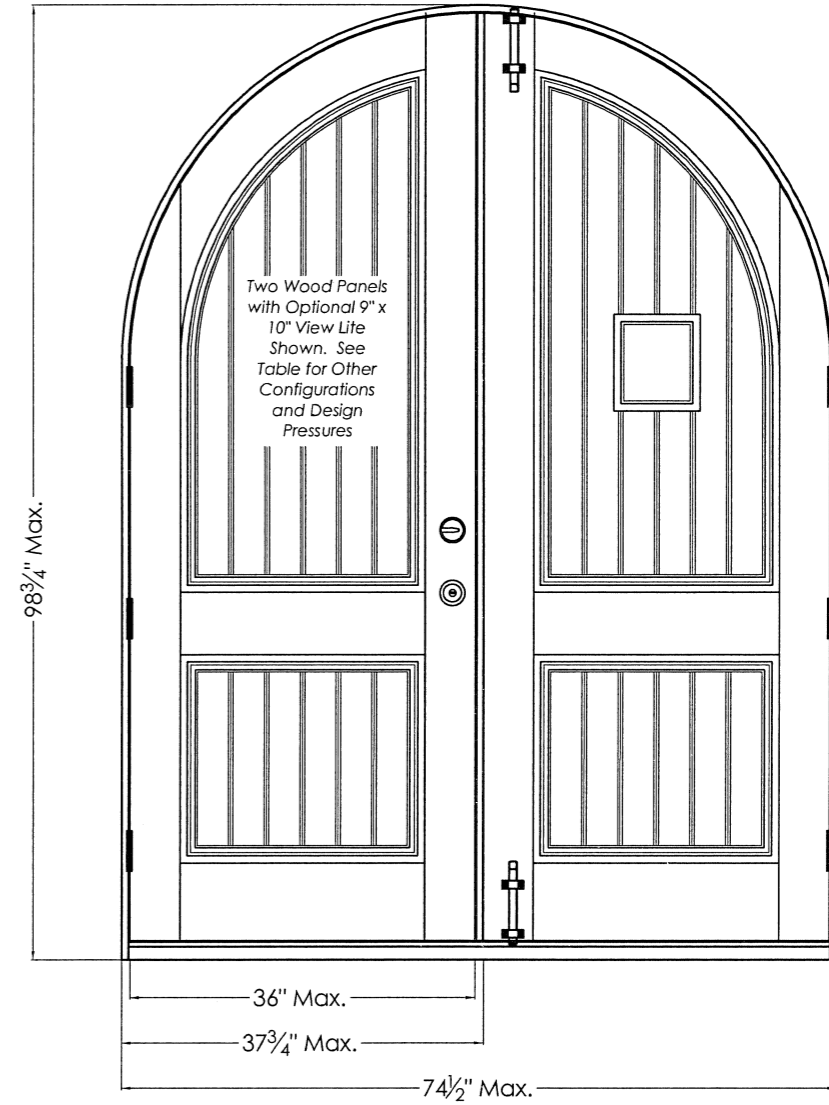 Two Wood Panels
with Optional 9" x
10" View Lite
Shown. See
Table for Other
Configurations
and Design
Pressures
98¾" Max.
36" Max.
37¾" Max.
74½" Max.